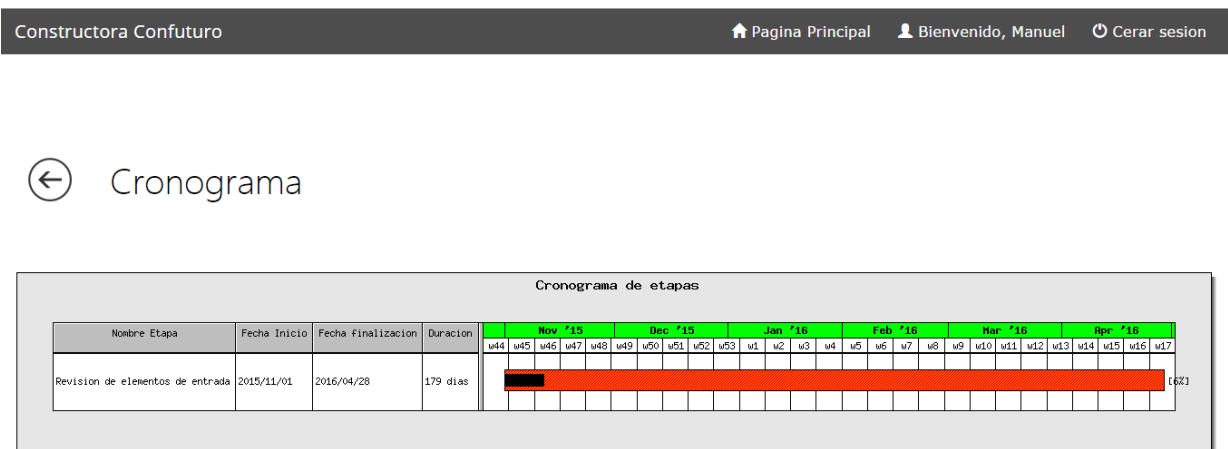 Constructora Confuturo Pagina Principal Bienvenido, Manuel Cerar sesion
Cronograma
Cronograma de etapas
Nombre Etapa Fecha Inicio Fecha finalizacion Duracion Nov '15 Dec '15 Jan '16 Feb '16 Mar '16 Apr '16
w44 w45 w46 w47 w48 w49 w50 w51 w52 w53 w1 w2 w3 w4 w5 w6 w7 w8 w9 w10 w11 w12 w13 w14 w15 w16 w17
Revision de elementos de entrada 2015/11/01 2016/04/28 179 dias [6%]